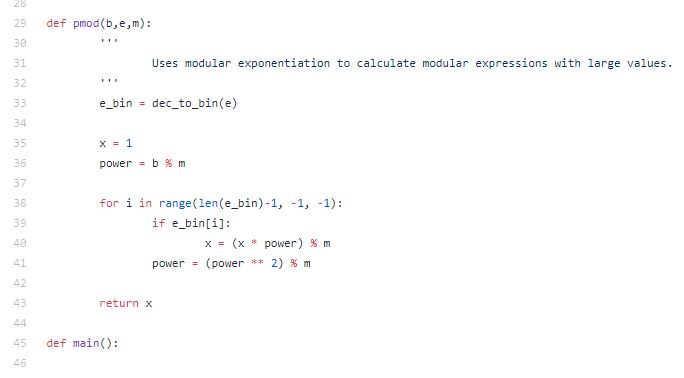 28
29 def pmod(b,e,m):
30 '''
31 Uses modular exponentiation to calculate modular expressions with large values.
32 '''
33 e_bin = dec_to_bin(e)
34
35 x = 1
36 power = b % m
37
38 for i in range(len(e_bin)-1, -1, -1):
39 if e_bin[i]:
40 x = (x * power) % m
41 power = (power ** 2) % m
42
43 return x
44
45 def main():
46